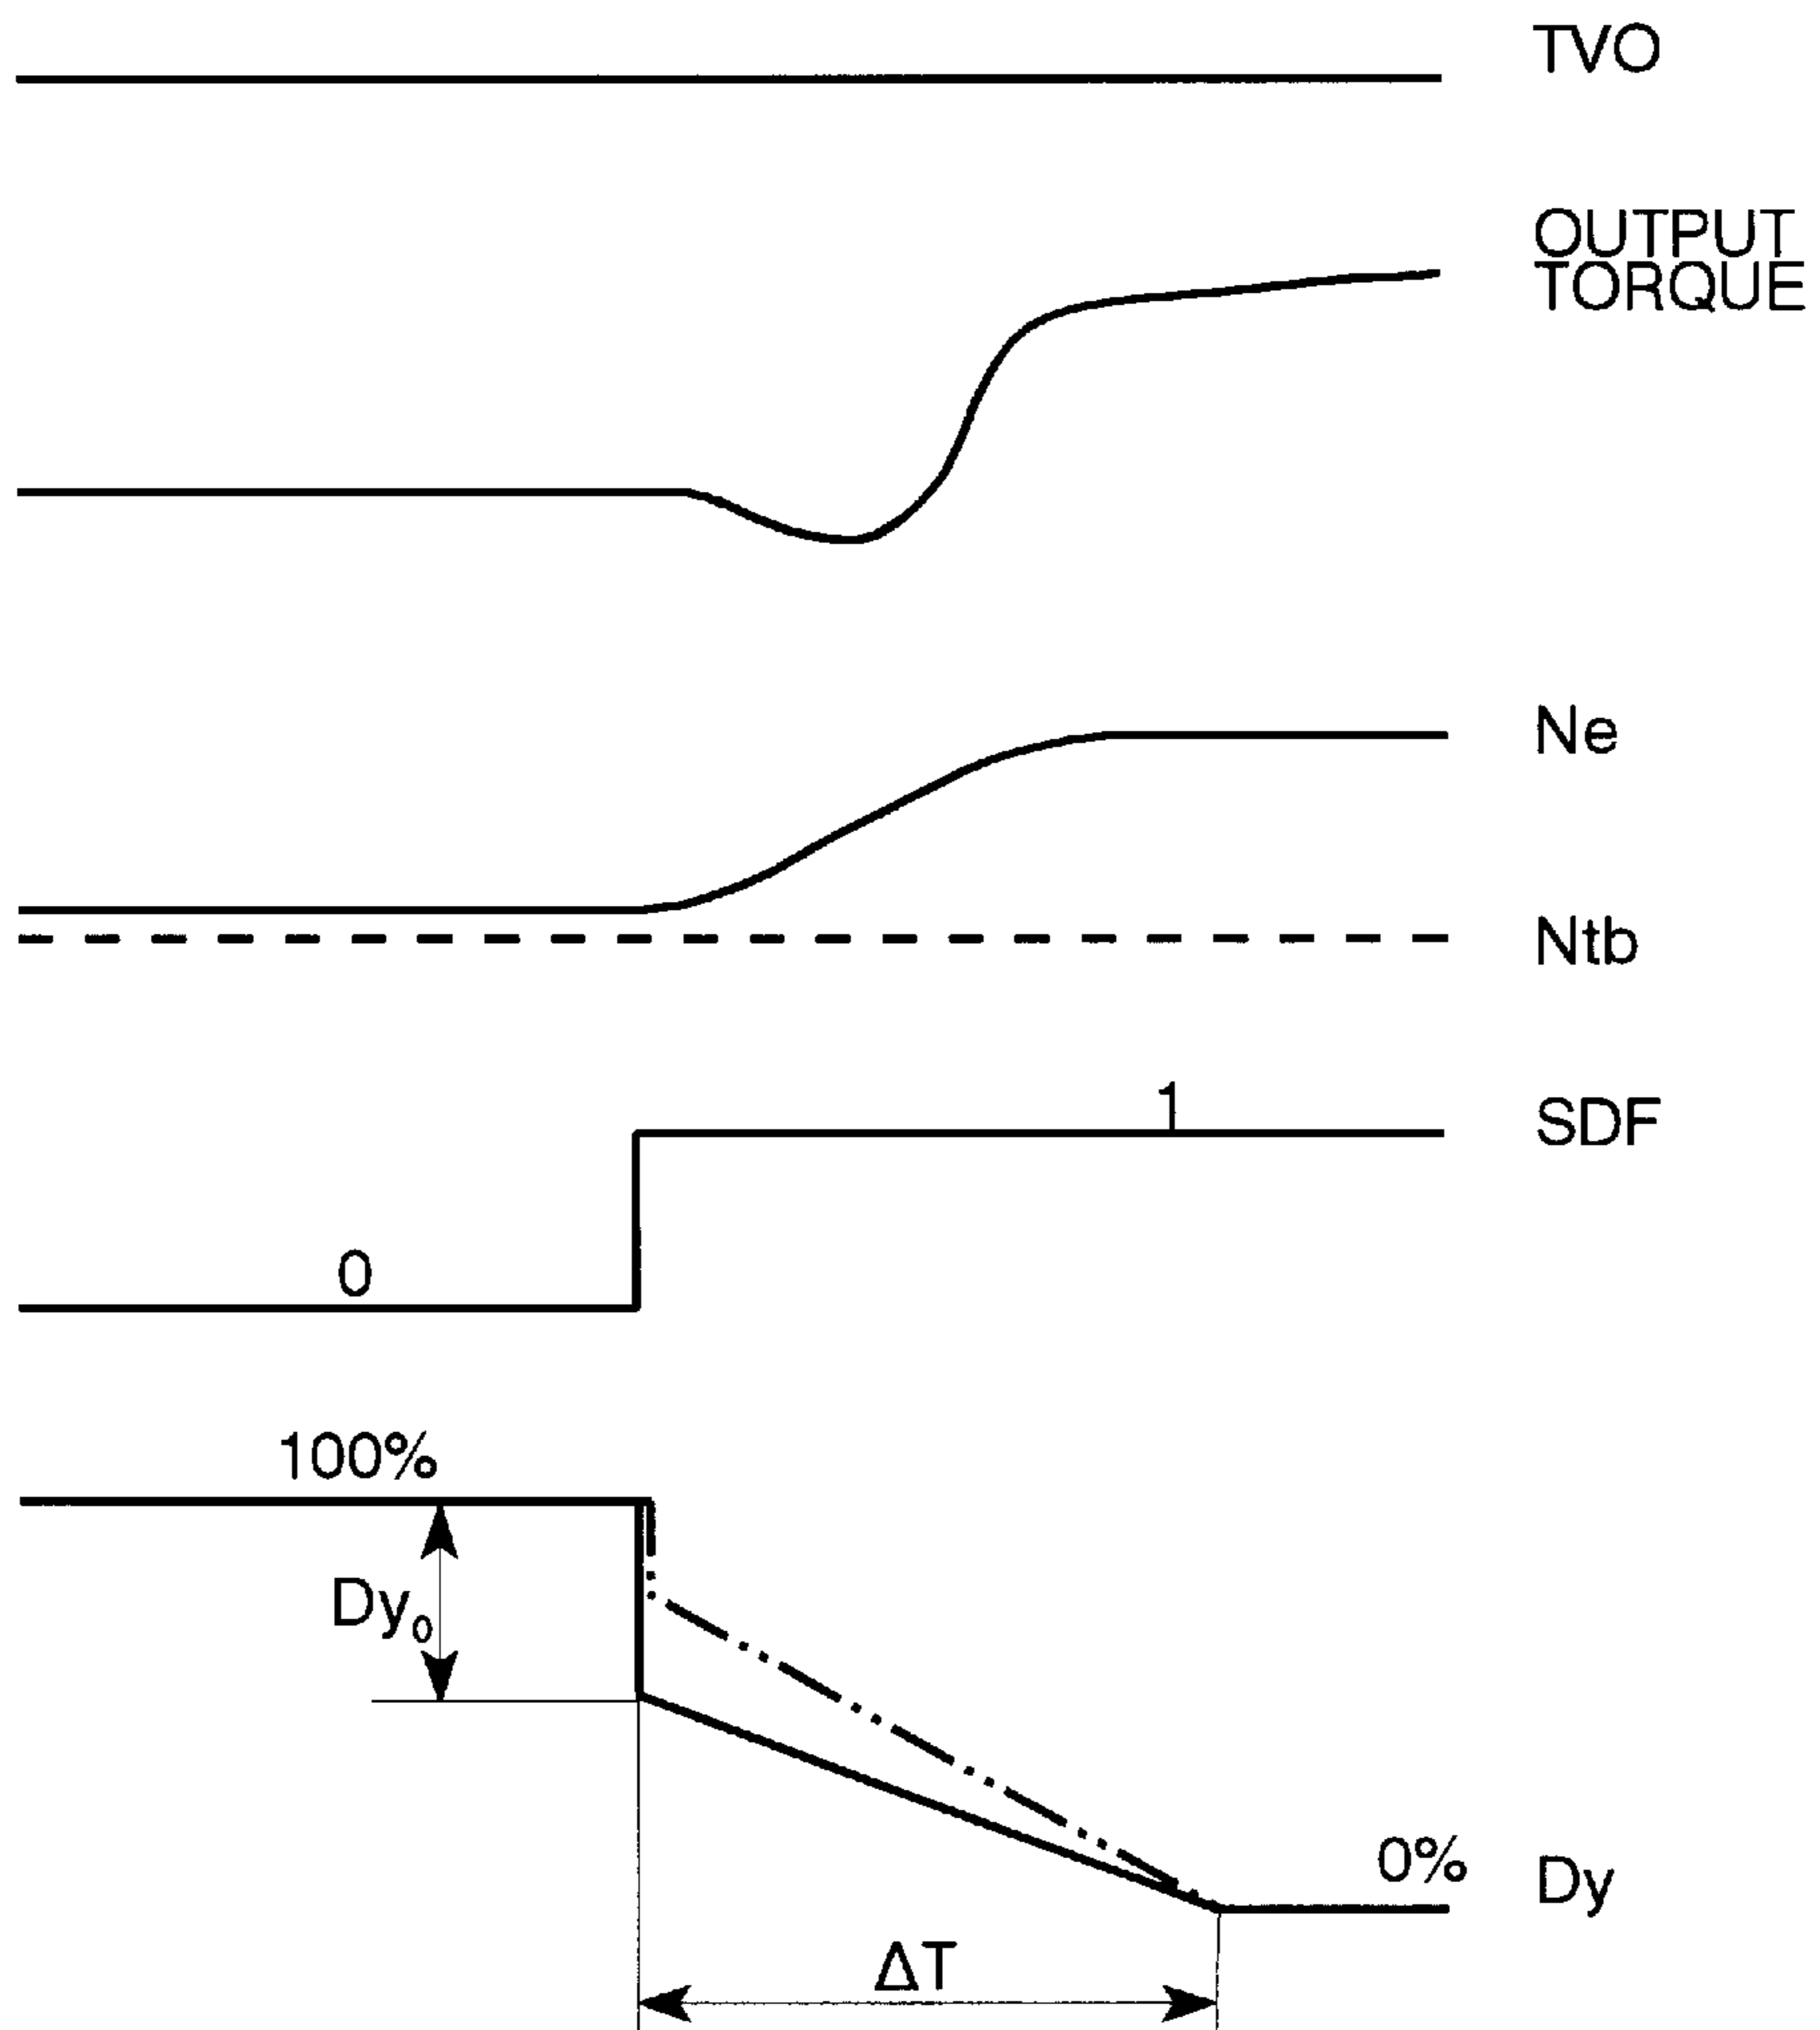 TVO
OUTPUT
TORQUE
Ne
Ntb
1
SDF
0
100%
Dy₀
0%
Dy
ΔT